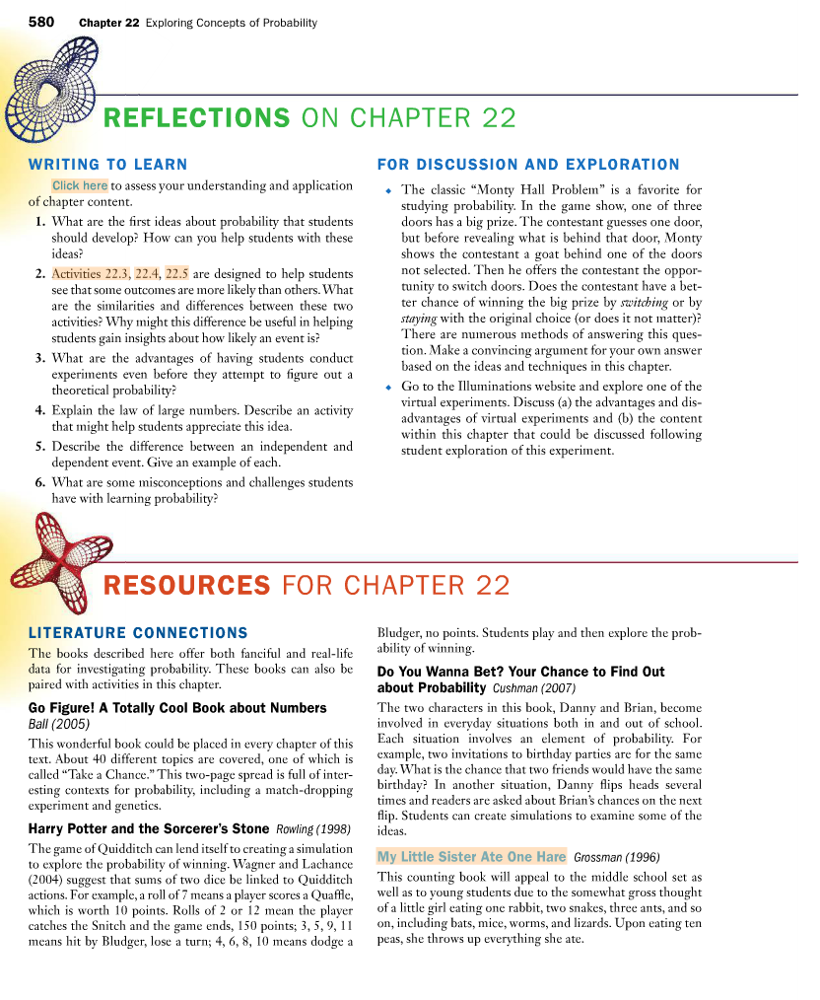 580 Chapter 22 Exploring Concepts of Probability
REFLECTIONS ON CHAPTER 22
WRITING TO LEARN
Click here to assess your understanding and application
of chapter content.
1. What are the first ideas about probability that students
should develop? How can you help students with these
ideas?
2. Activities 22.3, 22.4, 22.5 are designed to help students
see that some outcomes are more likely than others. What
are the similarities and differences between these two
activities? Why might this difference be useful in helping
students gain insights about how likely an event is?
3. What are the advantages of having students conduct
experiments even before they attempt to figure out a
theoretical probability?
4. Explain the law of large numbers. Describe an activity
that might help students appreciate this idea.
5. Describe the difference between an independent and
dependent event. Give an example of each.
6. What are some misconceptions and challenges students
have with learning probability?
FOR DISCUSSION AND EXPLORATION
◆ The classic “Monty Hall Problem” is a favorite for
studying probability. In the game show, one of three
doors has a big prize. The contestant guesses one door,
but before revealing what is behind that door, Monty
shows the contestant a goat behind one of the doors
not selected. Then he offers the contestant the oppor-
tunity to switch doors. Does the contestant have a bet-
ter chance of winning the big prize by switching or by
staying with the original choice (or does it not matter)?
There are numerous methods of answering this ques-
tion. Make a convincing argument for your own answer
based on the ideas and techniques in this chapter.
◆ Go to the Illuminations website and explore one of the
virtual experiments. Discuss (a) the advantages and dis-
advantages of virtual experiments and (b) the content
within this chapter that could be discussed following
student exploration of this experiment.
RESOURCES FOR CHAPTER 22
LITERATURE CONNECTIONS
The books described here offer both fanciful and real-life
data for investigating probability. These books can also be
paired with activities in this chapter.
Go Figure! A Totally Cool Book about Numbers
Ball (2005)
This wonderful book could be placed in every chapter of this
text. About 40 different topics are covered, one of which is
called “Take a Chance.” This two-page spread is full of inter-
esting contexts for probability, including a match-dropping
experiment and genetics.
Harry Potter and the Sorcerer’s Stone Rowling (1998)
The game of Quidditch can lend itself to creating a simulation
to explore the probability of winning. Wagner and Lachance
(2004) suggest that sums of two dice be linked to Quidditch
actions. For example, a roll of 7 means a player scores a Quaffle,
which is worth 10 points. Rolls of 2 or 12 mean the player
catches the Snitch and the game ends, 150 points; 3, 5, 9, 11
means hit by Bludger, lose a turn; 4, 6, 8, 10 means dodge a
Bludger, no points. Students play and then explore the prob-
ability of winning.
Do You Wanna Bet? Your Chance to Find Out
about Probability Cushman (2007)
The two characters in this book, Danny and Brian, become
involved in everyday situations both in and out of school.
Each situation involves an element of probability. For
example, two invitations to birthday parties are for the same
day. What is the chance that two friends would have the same
birthday? In another situation, Danny flips heads several
times and readers are asked about Brian’s chances on the next
flip. Students can create simulations to examine some of the
ideas.
My Little Sister Ate One Hare Grossman (1996)
This counting book will appeal to the middle school set as
well as to young students due to the somewhat gross thought
of a little girl eating one rabbit, two snakes, three ants, and so
on, including bats, mice, worms, and lizards. Upon eating ten
peas, she throws up everything she ate.